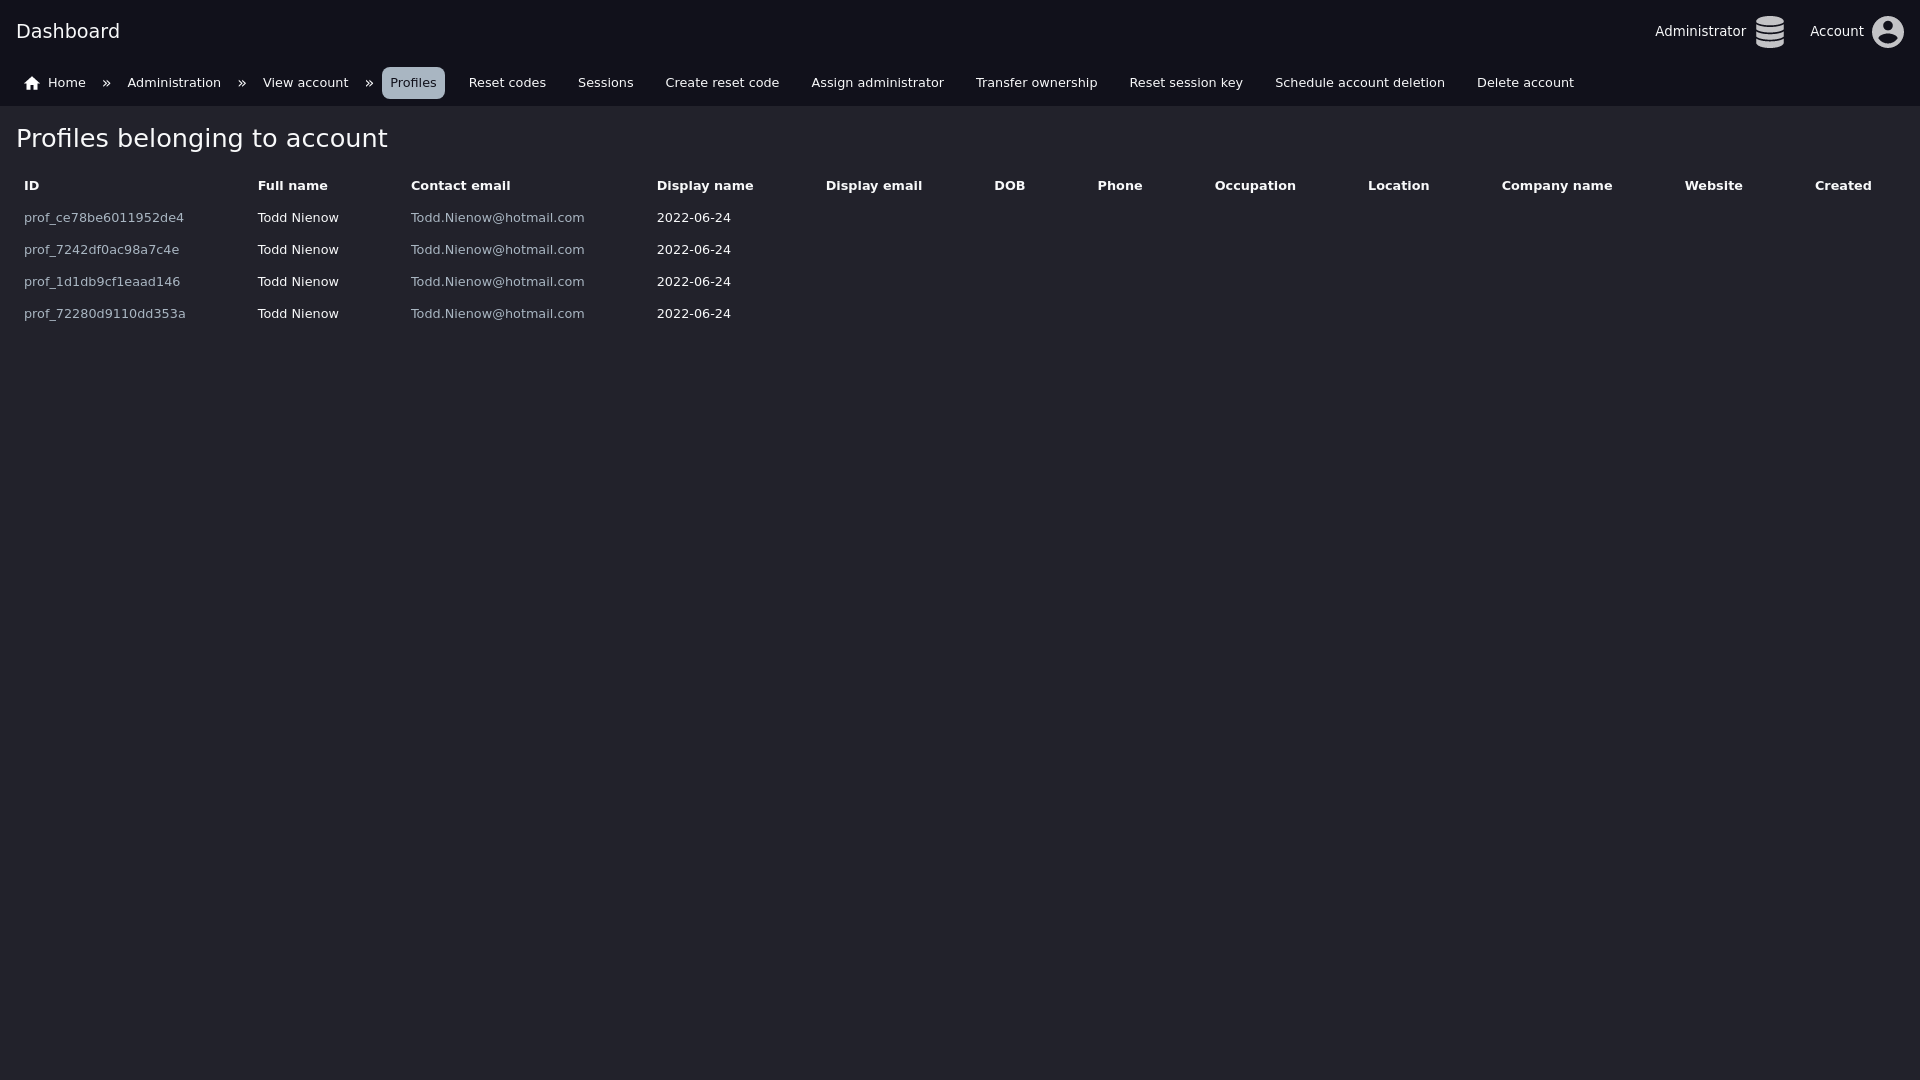 Dashboard
Administrator
Account
Home » Administration » View account » Profiles Reset codes Sessions Create reset code Assign administrator Transfer ownership Reset session key Schedule account deletion Delete account
Profiles belonging to account
ID Full name Contact email Display name Display email DOB Phone Occupation Location Company name Website Created
prof_ce78be6011952de4 Todd Nienow Todd.Nienow@hotmail.com 2022-06-24
prof_7242df0ac98a7c4e Todd Nienow Todd.Nienow@hotmail.com 2022-06-24
prof_1d1db9cf1eaad146 Todd Nienow Todd.Nienow@hotmail.com 2022-06-24
prof_72280d9110dd353a Todd Nienow Todd.Nienow@hotmail.com 2022-06-24